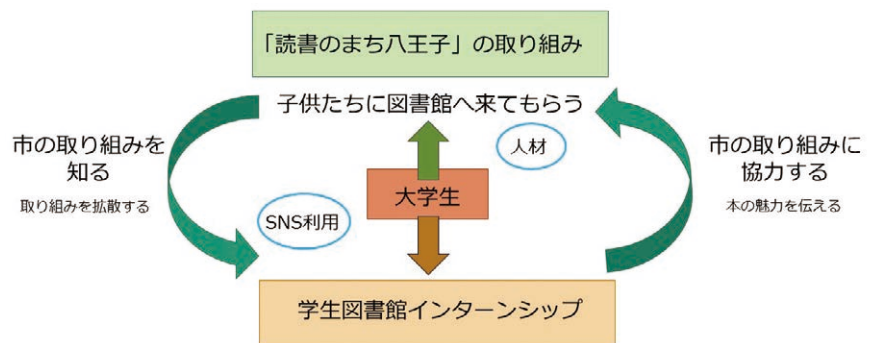 「読書のまち八王子」の取り組み
子供たちに図書館へ来てもらう
市の取り組みを
知る
取り組みを拡散する
人材
大学生
SNS利用
市の取り組みに
協力する
本の魅力を伝える
学生図書館インターンシップ